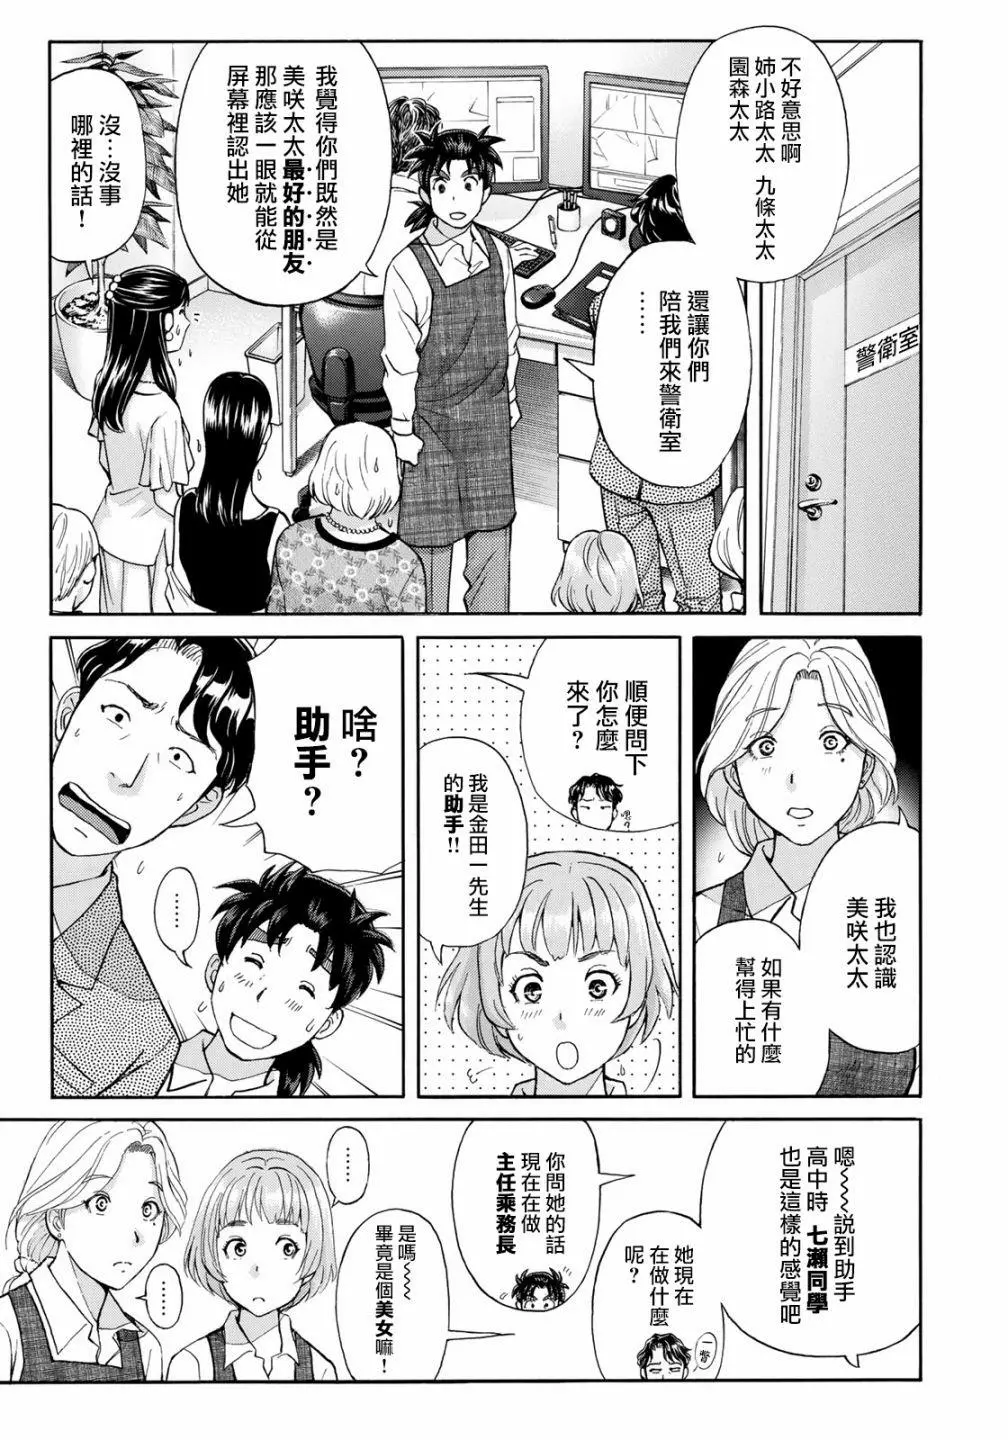 不好意思啊
姉小路太太 九條太太
園森太太
還讓你們
陪我們來警衛室
⋯⋯
警衛室
我覺得你們既然是
美咲太太最好的朋友
那應該一眼就能從
屏幕裡認出她
沒⋯沒事
哪裡的話！
我也認識
美咲太太
如果有什麼
幫得上忙的
順便問下
你怎麼
來了？
嗯？
我是金田一先生
的助手!!
啥？
助手？
⋯⋯
嗯～～～說到助手
高中時 七瀨同學
也是這樣的感覺吧
她現在
在做什麼
呢？
一瞥
你問她的話
現在在做
主任乘務長
是嗎～～～
畢竟是個美女嘛！
⋯⋯
⋯⋯